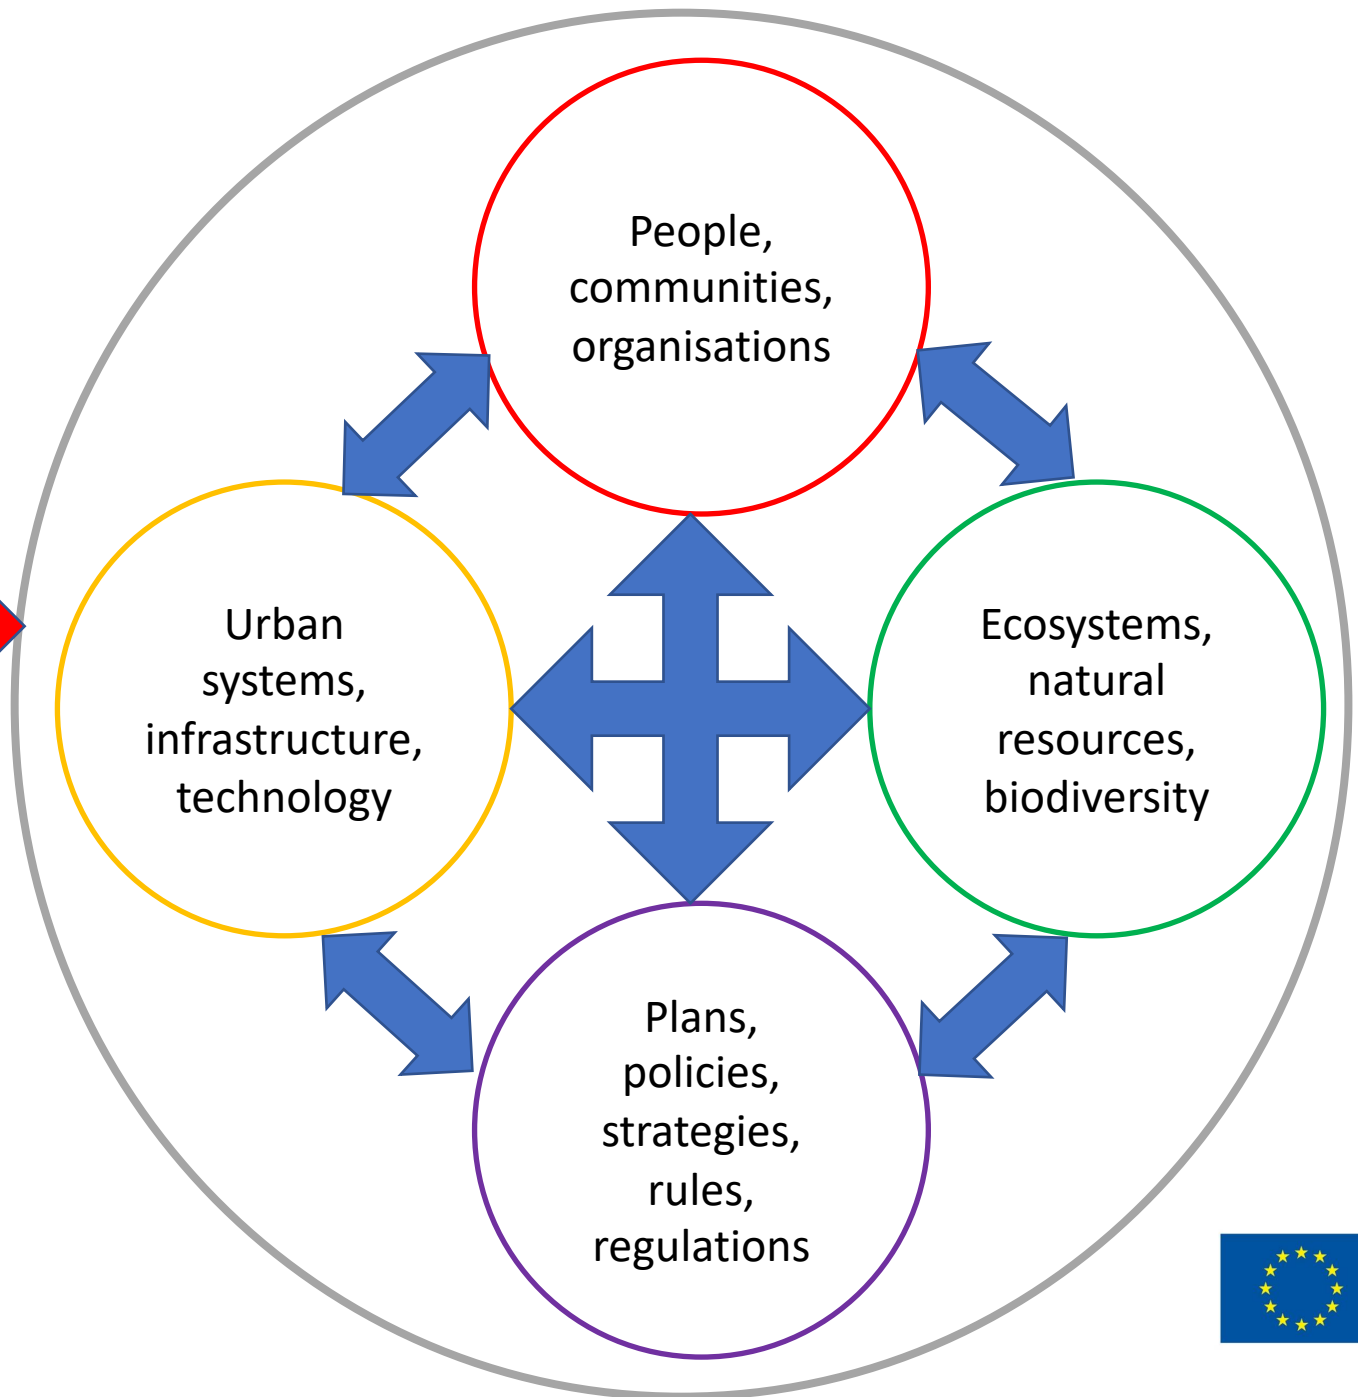 People,
communities,
organisations
Urban
systems,
infrastructure,
technology
Ecosystems,
natural
resources,
biodiversity
Plans,
policies,
strategies,
rules,
regulations